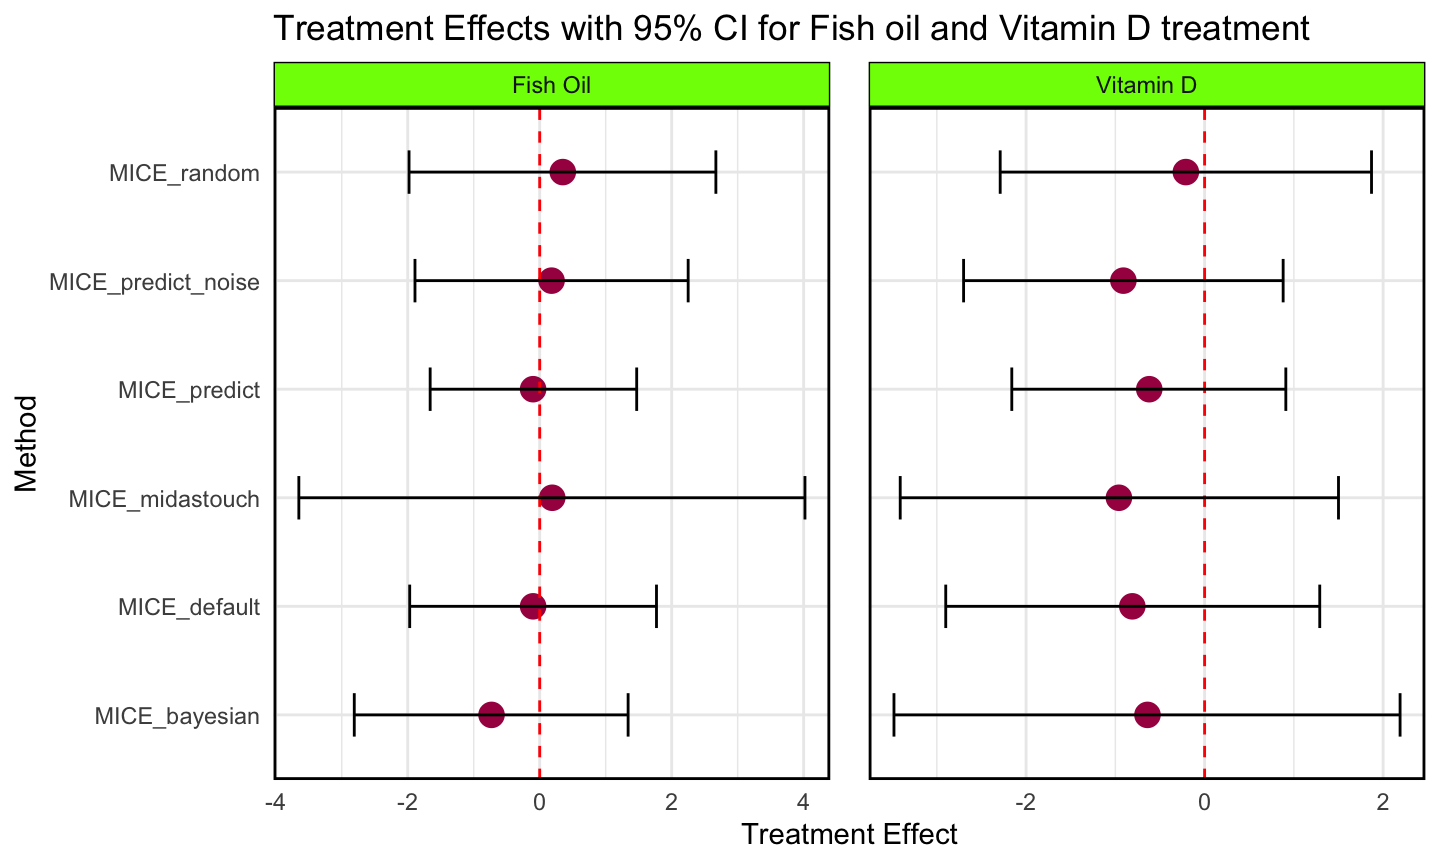 Treatment Effects with 95% CI for Fish oil and Vitamin D treatment
Fish Oil
Vitamin D
MICE_random
MICE_predict_noise
MICE_predict
MICE_midastouch
MICE_default
MICE_bayesian
Method
-4 -2 0 2 4
-2 0 2
Treatment Effect